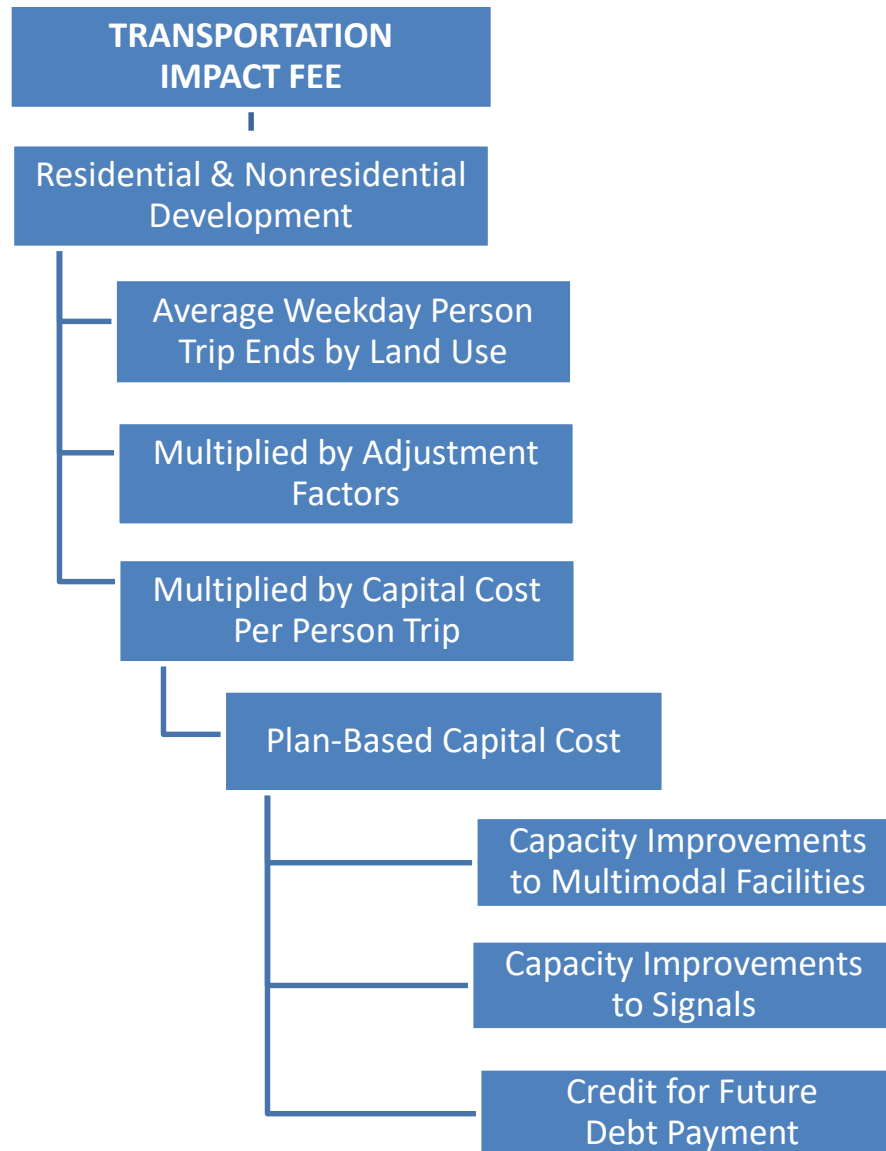 TRANSPORTATION
IMPACT FEE
Residential & Nonresidential
Development
Average Weekday Person
Trip Ends by Land Use
Multiplied by Adjustment
Factors
Multiplied by Capital Cost
Per Person Trip
Plan-Based Capital Cost
Capacity Improvements
to Multimodal Facilities
Capacity Improvements
to Signals
Credit for Future
Debt Payment